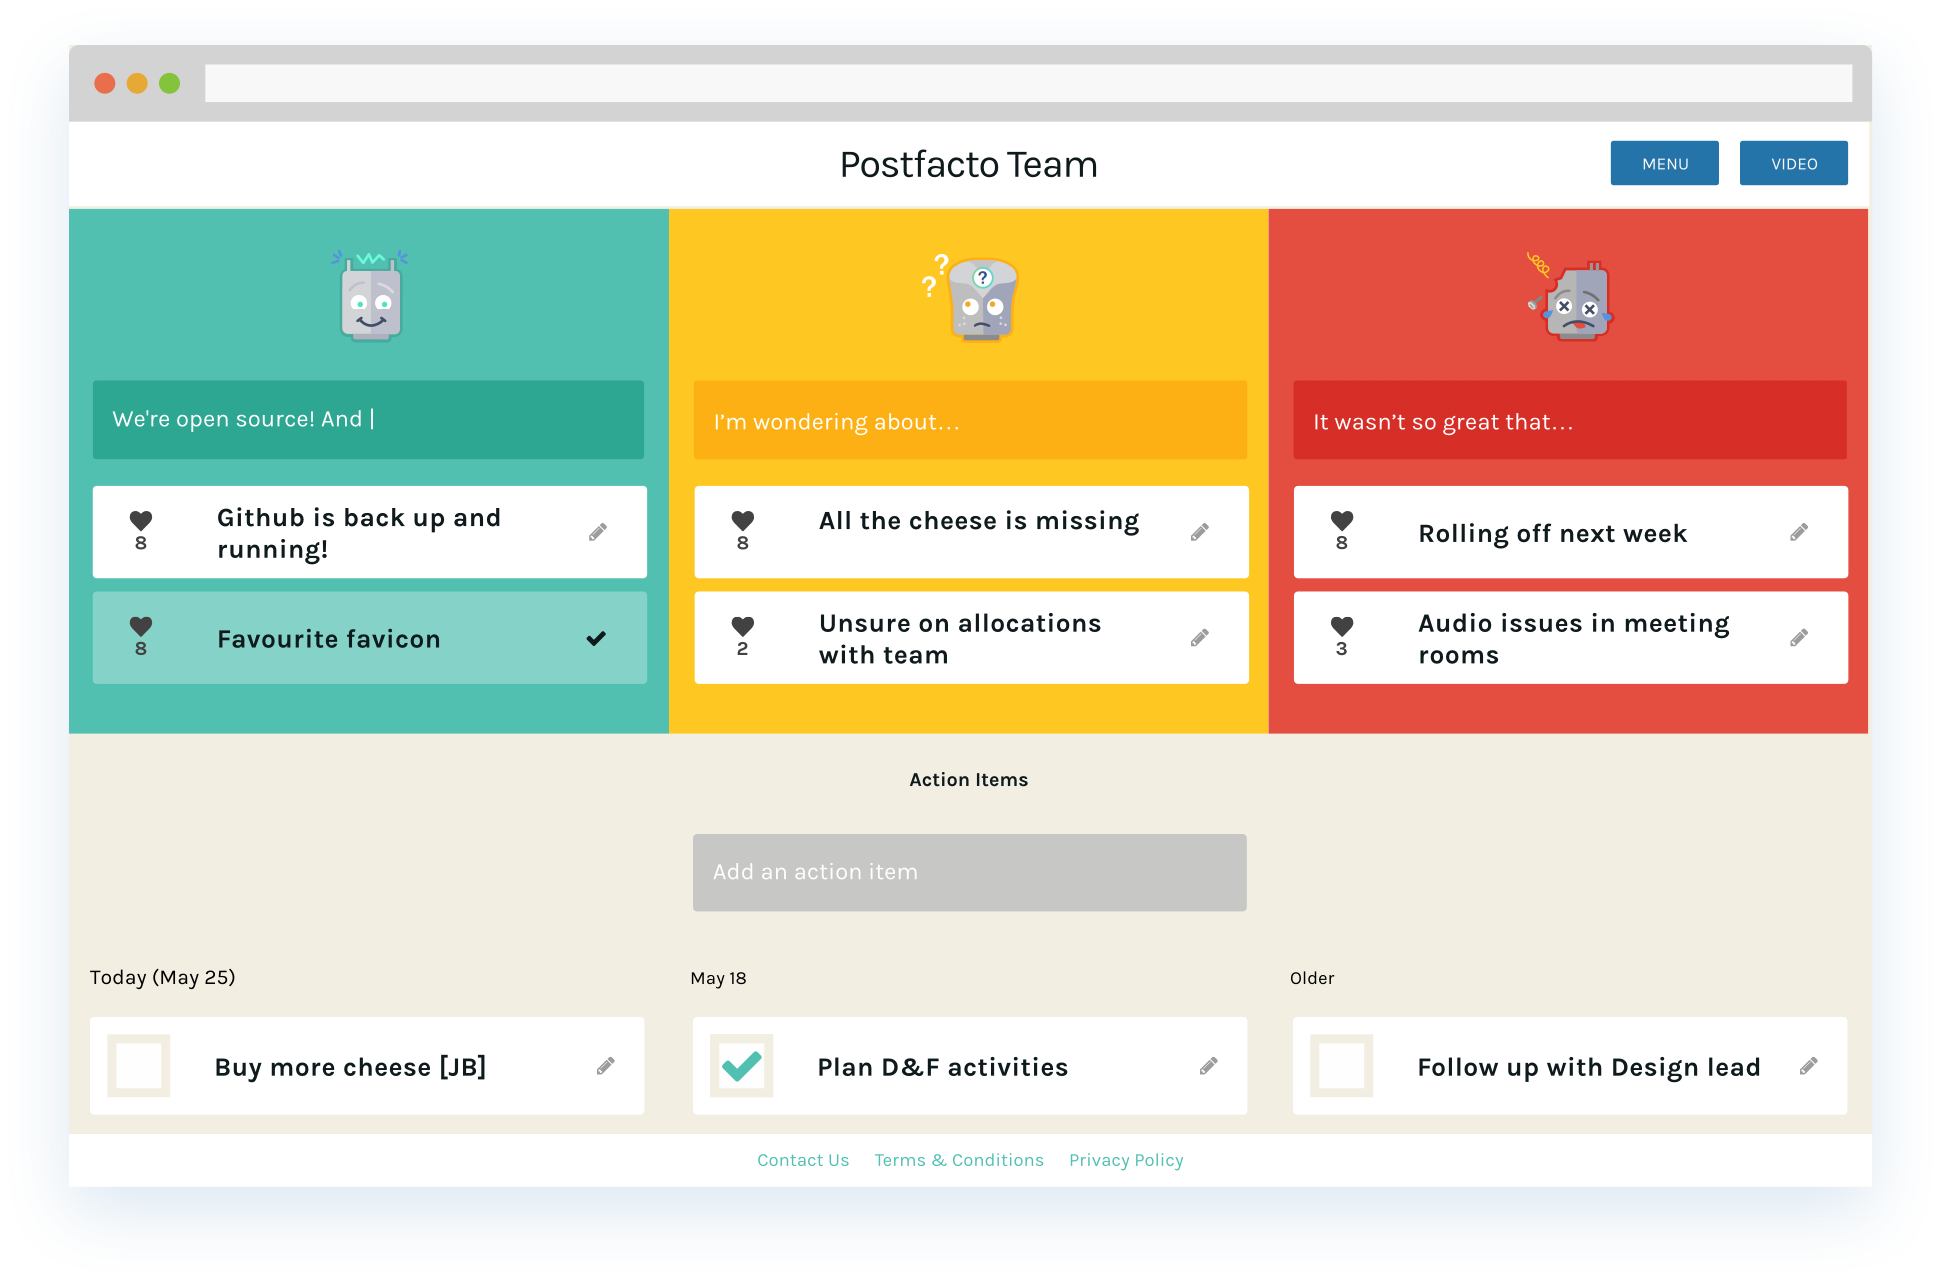 Postfacto Team
MENU
VIDEO
?
?
?
We're open source! And |
I'm wondering about...
It wasn't so great that...
8
Github is back up and
running!
8
All the cheese is missing
8
Rolling off next week
8
Favourite favicon
2
Unsure on allocations
with team
3
Audio issues in meeting
rooms
Action Items
Add an action item
Today (May 25)
May 18
Older
Buy more cheese [JB]
Plan D&F activities
Follow up with Design lead
Contact Us
Terms & Conditions
Privacy Policy